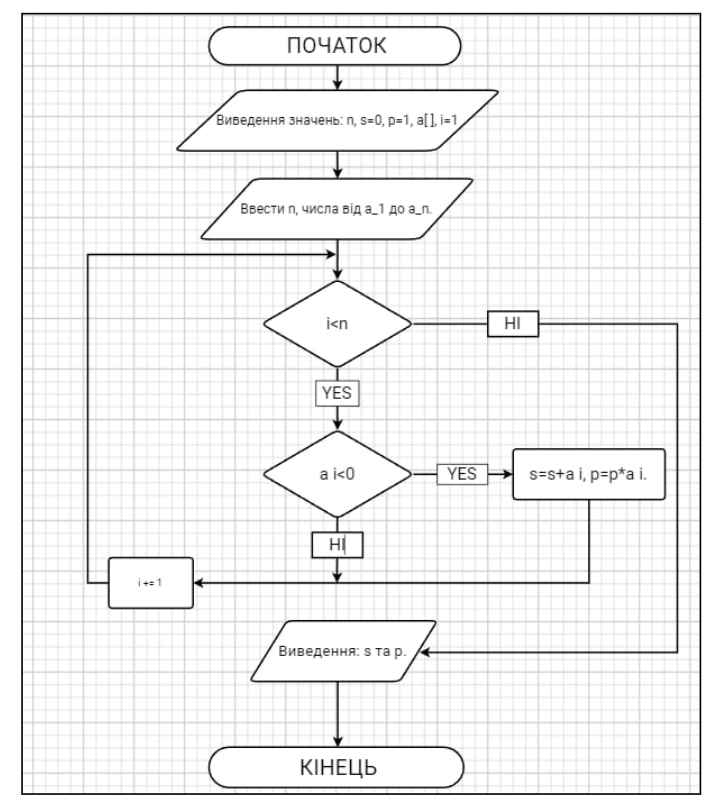 ПОЧАТОК
Виведення значень: n, s=0, p=1, a[ ], i=1
Ввести n, числа від a_1 до a_n.
i<n
НІ
YES
a i<0
YES
s=s+a i, p=p*a i.
НІ
i += 1
Виведення: s та p.
КІНЕЦЬ